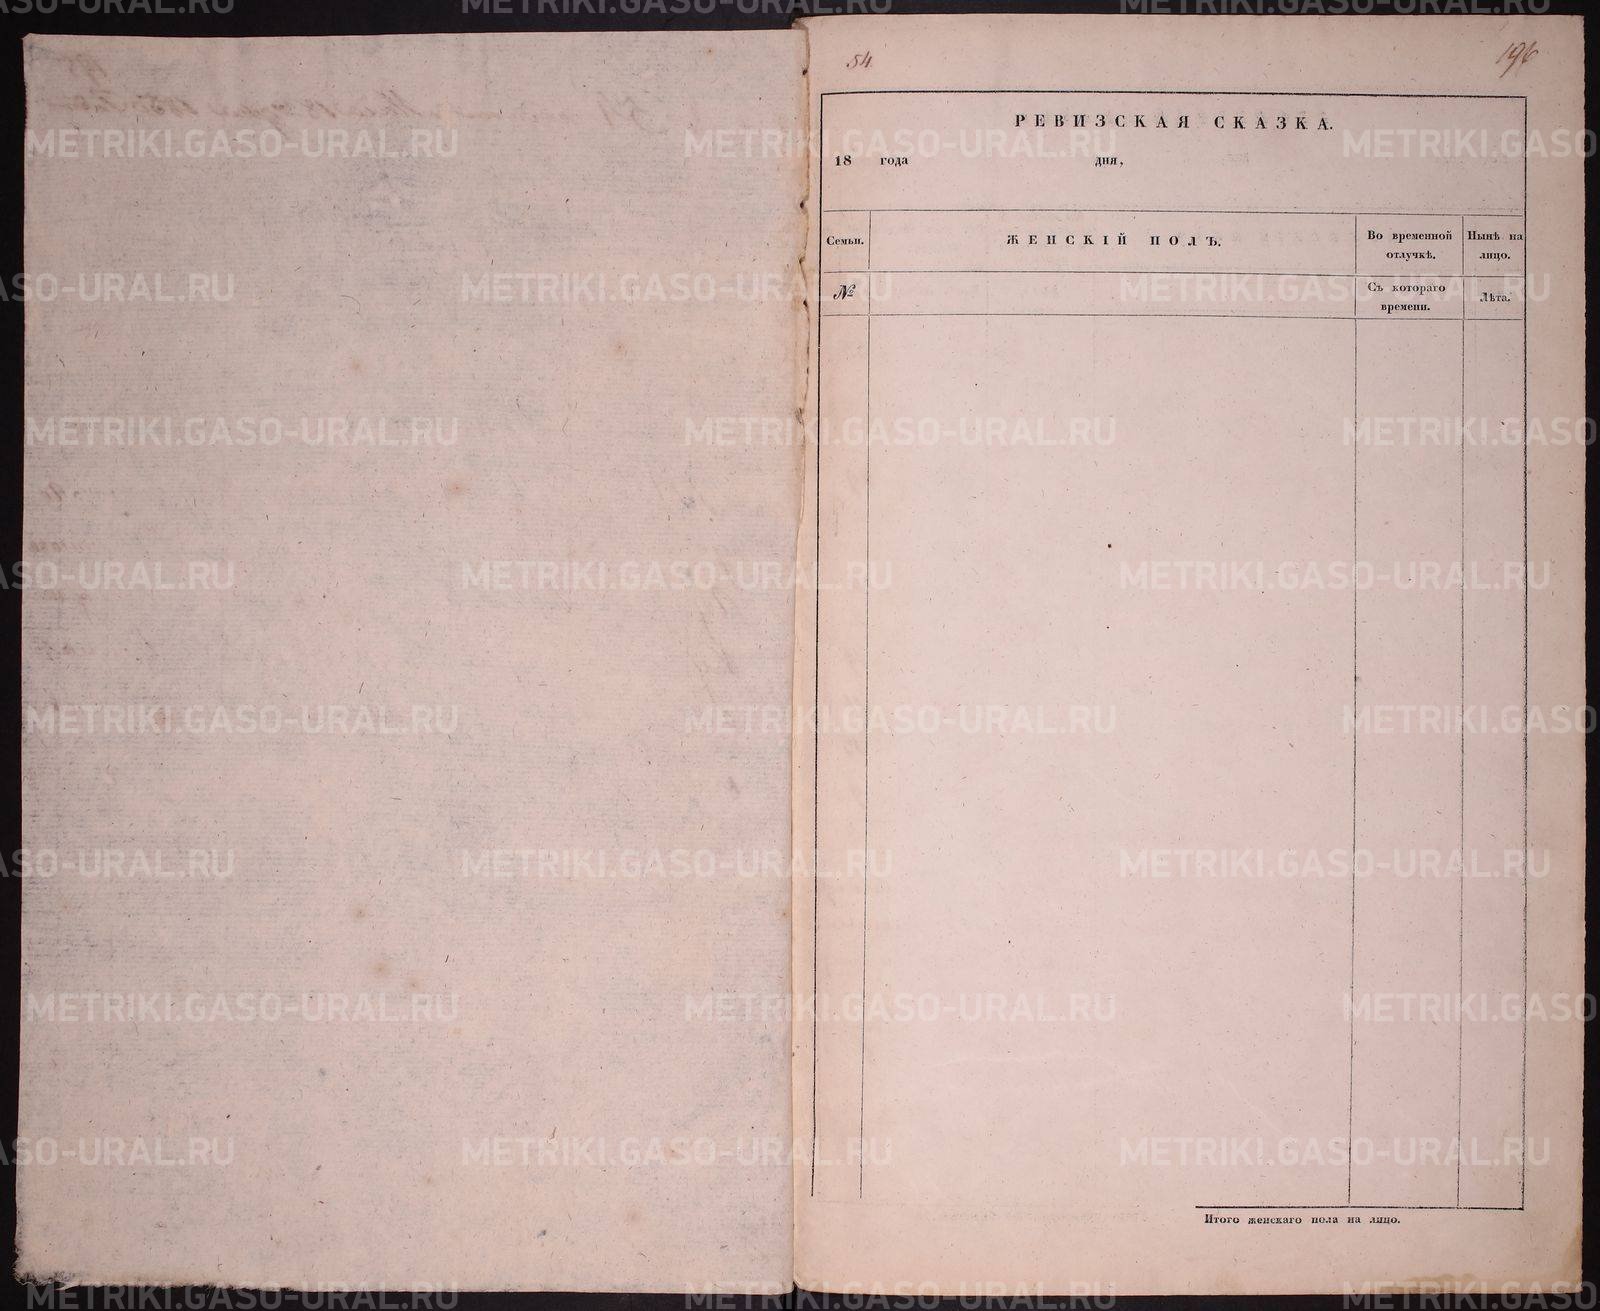 54.
196
РЕВИЗСКАЯ СКАЗКА.
18 года дня,
Семьи.
ЖЕНСКІЙ ПОЛЪ.
Во временной отлучкѣ.
Нынѣ на лицо.
№
Съ котораго времени.
Лѣта.
Итого женскаго пола на лицо.
METRIKI.GASO-URAL.RU